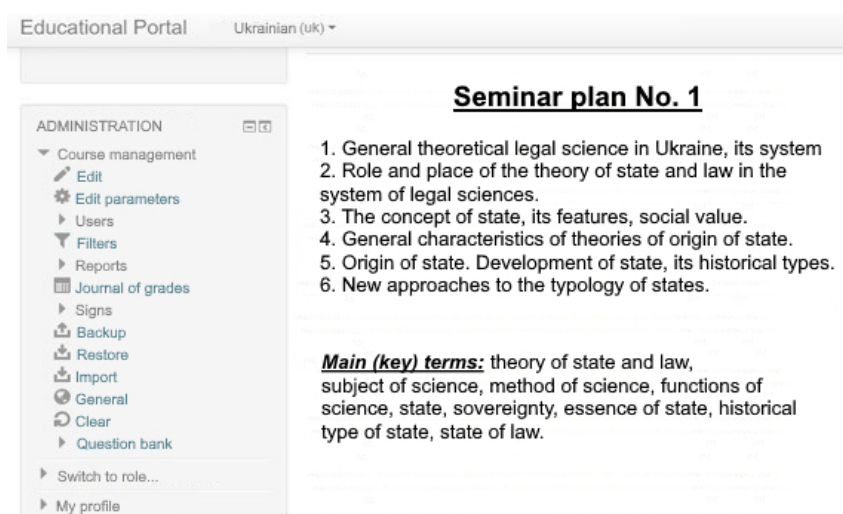 Educational Portal
Ukrainian (uk)
ADMINISTRATION
Course management
Edit
Edit parameters
Users
Filters
Reports
Journal of grades
Signs
Backup
Restore
Import
General
Clear
Question bank
Switch to role...
My profile
Seminar plan No. 1
1. General theoretical legal science in Ukraine, its system
2. Role and place of the theory of state and law in the
system of legal sciences.
3. The concept of state, its features, social value.
4. General characteristics of theories of origin of state.
5. Origin of state. Development of state, its historical types.
6. New approaches to the typology of states.
Main (key) terms: theory of state and law,
subject of science, method of science, functions of
science, state, sovereignty, essence of state, historical
type of state, state of law.